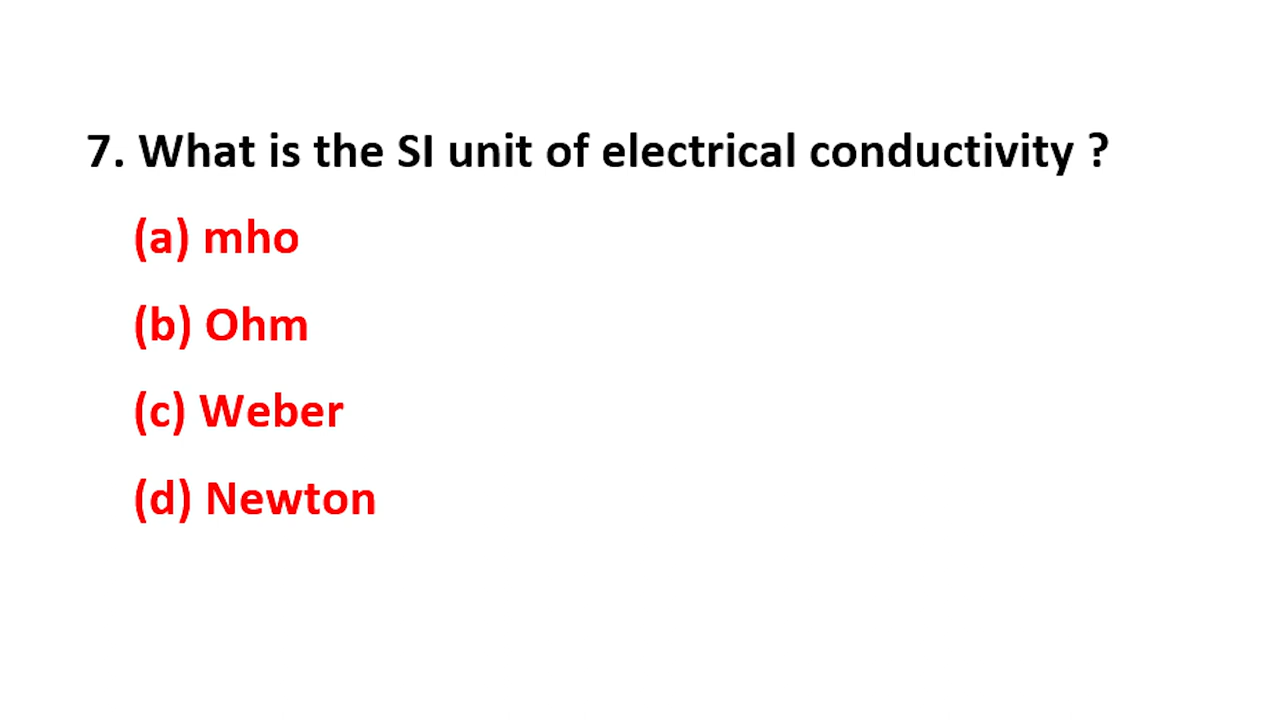 7. What is the SI unit of electrical conductivity ?
(a) mho
(b) Ohm
(c) Weber
(d) Newton